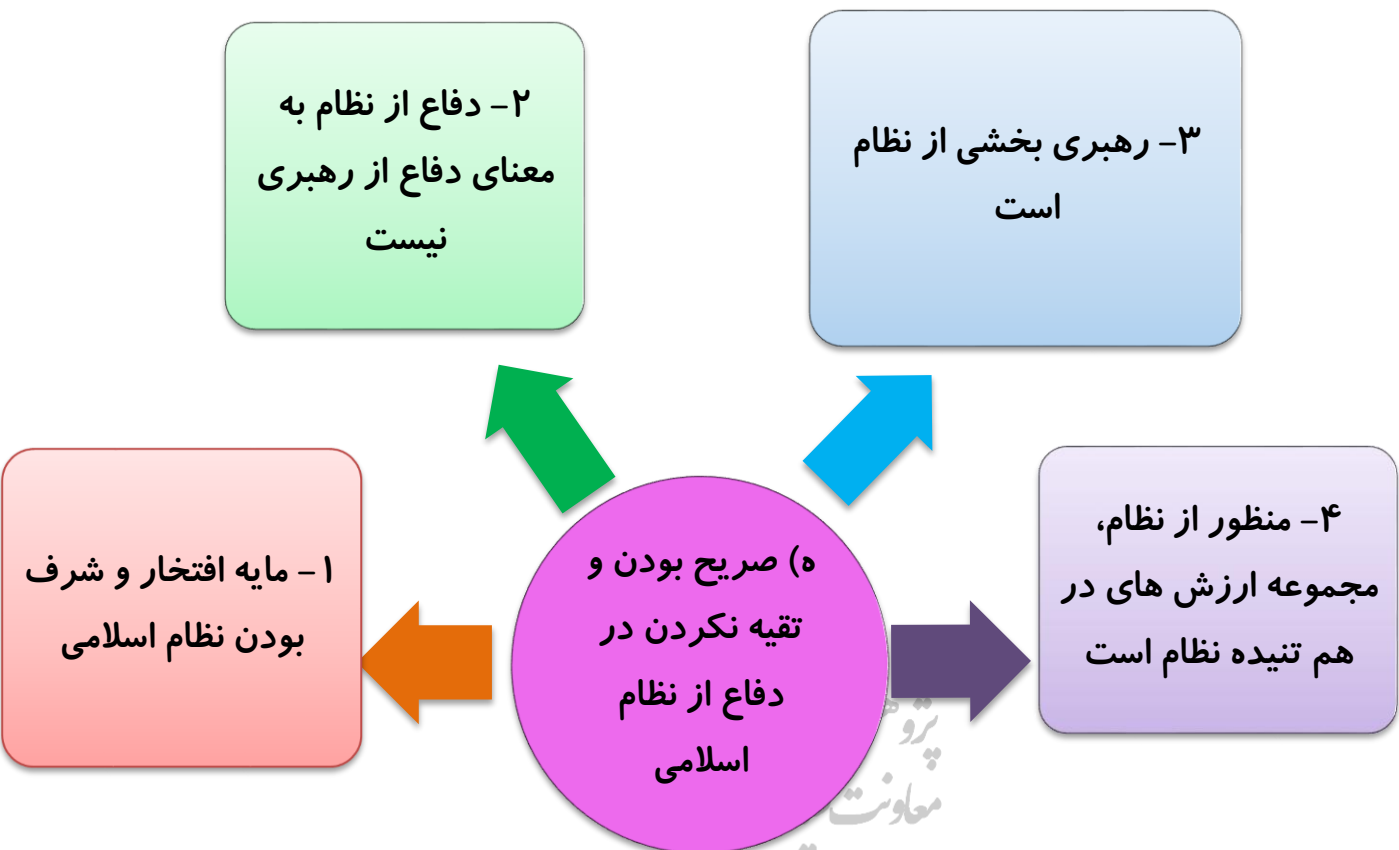 ۱- مایه افتخار و شرف
بودن نظام اسلامی
۲- دفاع از نظام به
معنای دفاع از رهبری
نیست
۳- رهبری بخشی از نظام
است
۴- منظور از نظام،
مجموعه ارزش های در
هم تنیده نظام است
ه) صریح بودن و
تقیه نکردن در
دفاع از نظام
اسلامی
معاونت